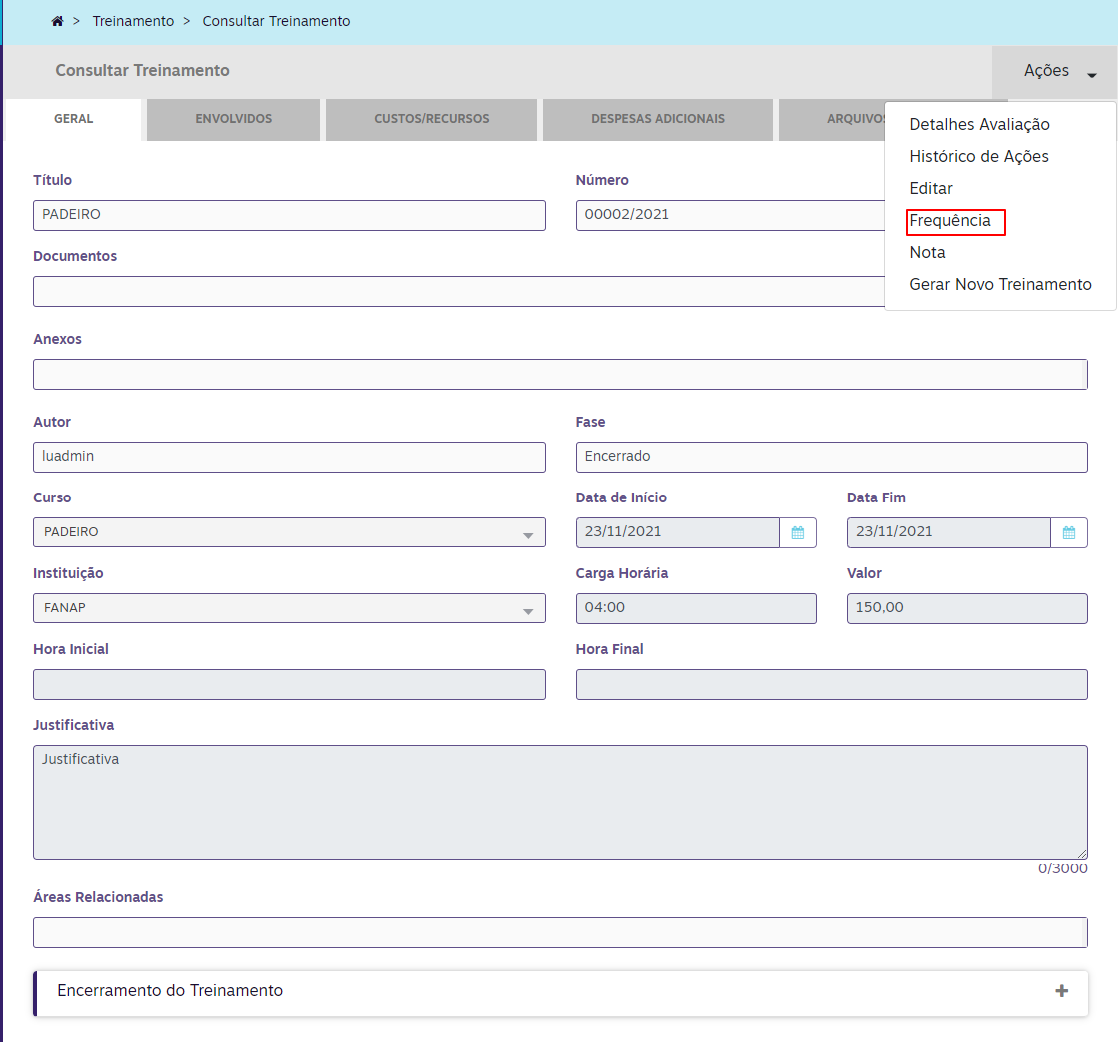 > Treinamento > Consultar Treinamento
Consultar Treinamento
Ações
GERAL
ENVOLVIDOS
CUSTOS/RECURSOS
DESPESAS ADICIONAIS
ARQUIVOS
Detalhes Avaliação
Histórico de Ações
Editar
Frequência
Nota
Gerar Novo Treinamento
Título
Número
PADEIRO
00002/2021
Documentos
Anexos
Autor
Fase
luadmin
Encerrado
Curso
Data de Início
Data Fim
PADEIRO
23/11/2021
23/11/2021
Instituição
Carga Horária
Valor
FANAP
04:00
150,00
Hora Inicial
Hora Final
Justificativa
Justificativa
0/3000
Áreas Relacionadas
Encerramento do Treinamento
+